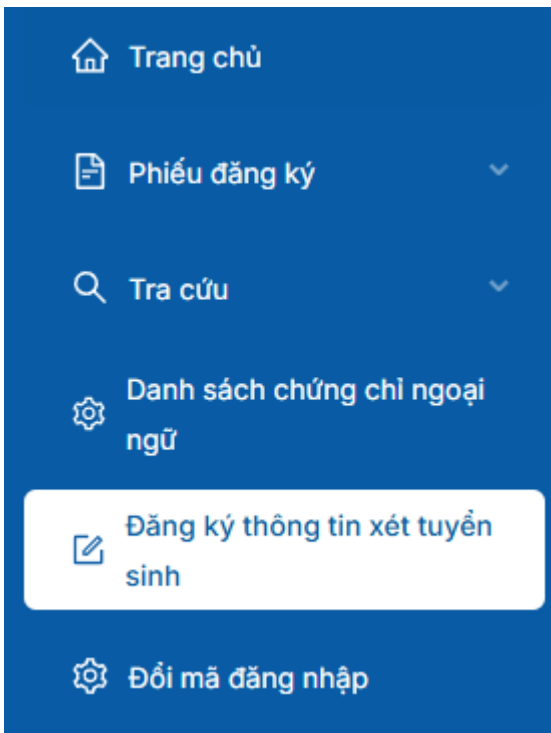 Trang chủ
Phiếu đăng ký
Tra cứu
Danh sách chứng chỉ ngoại
ngữ
Đăng ký thông tin xét tuyển
sinh
Đổi mã đăng nhập